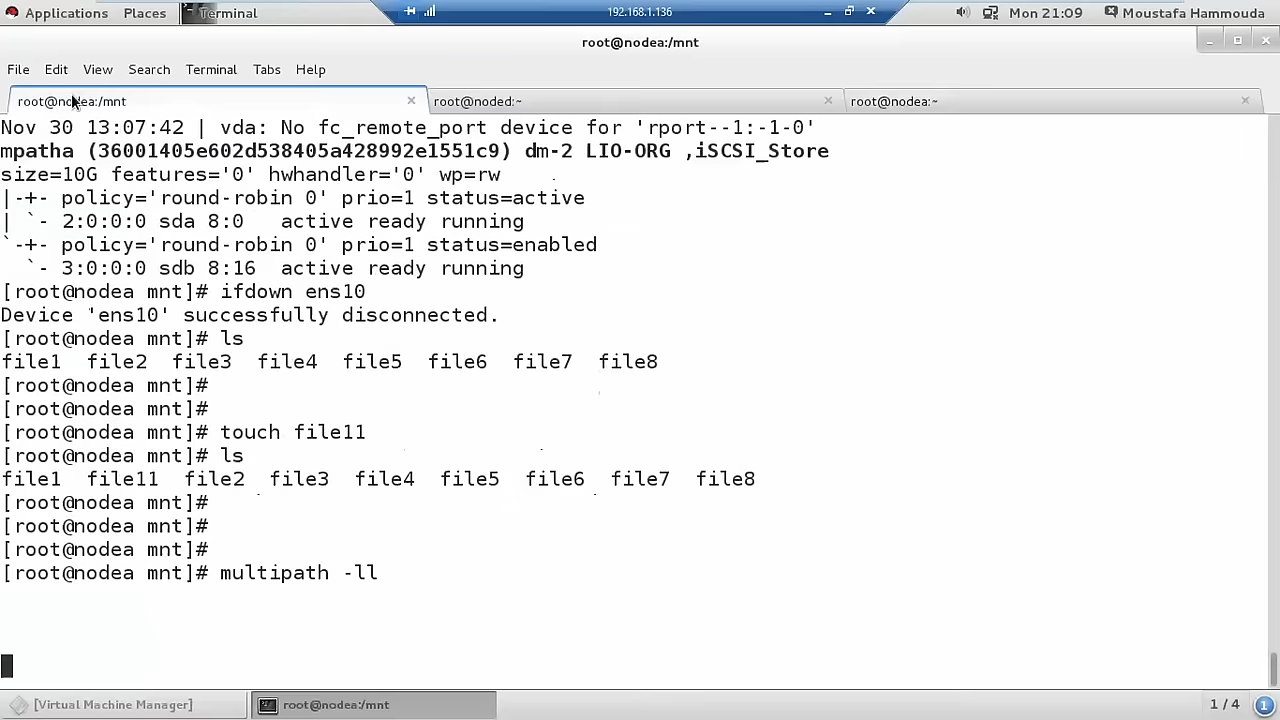 Applications Places Terminal 192.168.1.136 Mon 21:09 Moustafa Hammouda
root@nodea:/mnt
File Edit View Search Terminal Tabs Help
root@nodea:/mnt root@noded:~ root@nodea:~
Nov 30 13:07:42 | vda: No fc_remote_port device for 'rport--1:-1-0'
mpatha (36001405e602d538405a428992e1551c9) dm-2 LIO-ORG ,iSCSI_Store
size=10G features='0' hwhandler='0' wp=rw
|-+- policy='round-robin 0' prio=1 status=active
| `- 2:0:0:0 sda 8:0   active ready running
`-+- policy='round-robin 0' prio=1 status=enabled
  `- 3:0:0:0 sdb 8:16  active ready running
[root@nodea mnt]# ifdown ens10
Device 'ens10' successfully disconnected.
[root@nodea mnt]# ls
file1  file2  file3  file4  file5  file6  file7  file8
[root@nodea mnt]#
[root@nodea mnt]#
[root@nodea mnt]# touch file11
[root@nodea mnt]# ls
file1  file11  file2  file3  file4  file5  file6  file7  file8
[root@nodea mnt]#
[root@nodea mnt]#
[root@nodea mnt]#
[root@nodea mnt]# multipath -ll
[Virtual Machine Manager] root@nodea:/mnt 1 / 4 1